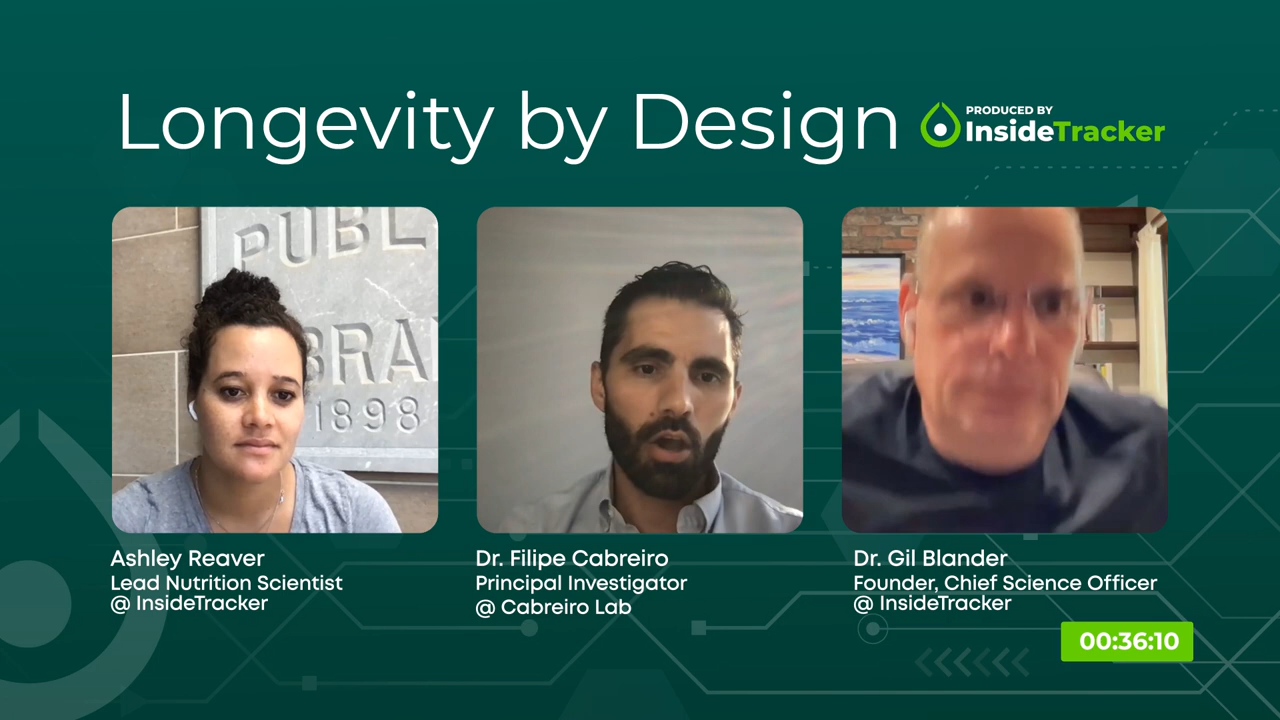 Longevity by Design
PRODUCED BY
InsideTracker
PUBL
BRA
1898
Ashley Reaver
Lead Nutrition Scientist
@ InsideTracker
Dr. Filipe Cabreiro
Principal Investigator
@ Cabreiro Lab
Dr. Gil Blander
Founder, Chief Science Officer
@ InsideTracker
00:36:10